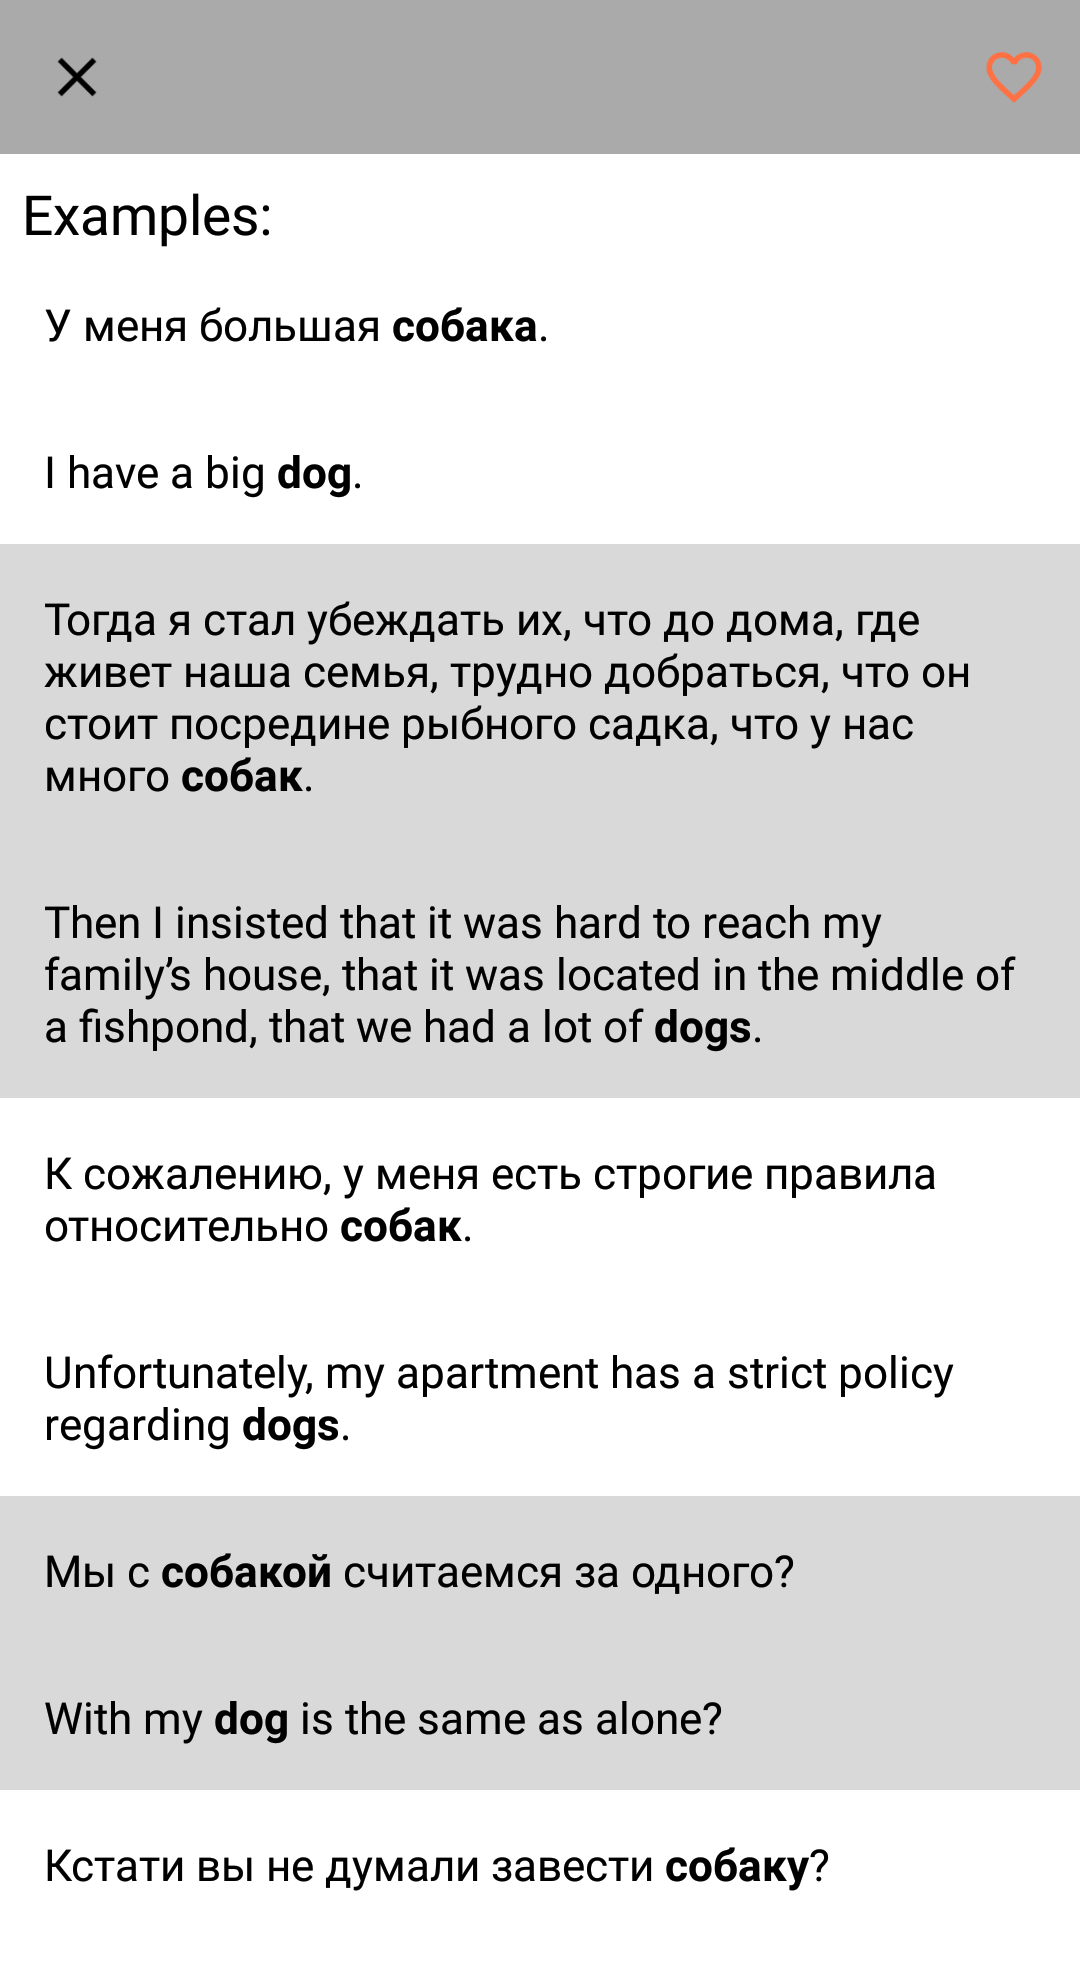 Examples:
У меня большая собака.
I have a big dog.
Тогда я стал убеждать их, что до дома, где
живет наша семья, трудно добраться, что он
стоит посредине рыбного садка, что у нас
много собак.
Then I insisted that it was hard to reach my
family’s house, that it was located in the middle of
a fishpond, that we had a lot of dogs.
К сожалению, у меня есть строгие правила
относительно собак.
Unfortunately, my apartment has a strict policy
regarding dogs.
Мы с собакой считаемся за одного?
With my dog is the same as alone?
Кстати вы не думали завести собаку?